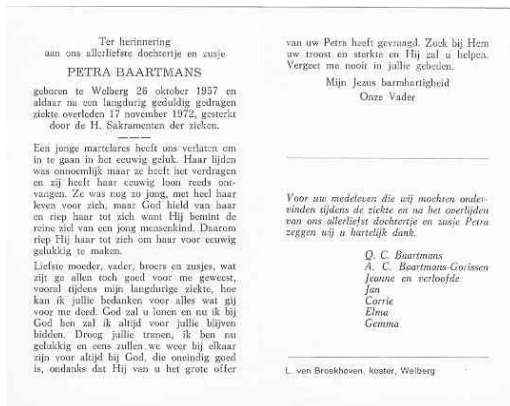 Ter herinnering
aan ons allerliefste dochtertje en zusje
PETRA BAARTMANS
geboren te Welberg 26 oktober 1957 en
aldaar na een langdurig geduldig gedragen
ziekte overleden 17 november 1972, gesterkt
door de H. Sakramenten der zieken.
Een jonge martelares heeft ons verlaten om
in te gaan in het eeuwig geluk. Haar lijden
was onnoemlijk maar ze heeft het verdragen
en zij heeft haar eeuwig loon reeds ont-
vangen. Ze was nog zo jong, met heel haar
leven voor zich, maar God hield van haar
en riep haar tot zich want Hij bemint de
reine ziel van een jong mensenkind. Daarom
riep Hij haar tot zich om haar voor eeuwig
gelukkig te maken.
Liefste moeder, vader, broers en zusjes, wat
zijt ge allen toch goed voor me geweest,
vooral tijdens mijn langdurige ziekte, hoe
kan ik jullie bedanken voor alles wat gij
voor me deed. God zal u lonen en nu ik bij
God ben zal ik altijd voor jullie blijven
bidden. Droog jullie tranen, ik ben nu
gelukkig en eens zullen we weer bij elkaar
zijn voor altijd bij God, die oneindig goed
is, ondanks dat Hij van u het grote offer
van uw Petra heeft gevraagd. Zoek bij Hem
uw troost en sterkte en Hij zal u helpen.
Vergeet me nooit in jullie gebeden.
Mijn Jezus barmhartigheid
Onze Vader
Voor uw medeleven die wij mochten onder-
vinden tijdens de ziekte en na het overlijden
van ons allerliefst dochtertje en zusje Petra
zeggen wij u hartelijk dank.
Q. C. Baartmans
A. C. Baartmans-Gorissen
Jeanne en verloofde
Jan
Corrie
Elma
Gemma
L. van Broekhoven, koster, Welberg